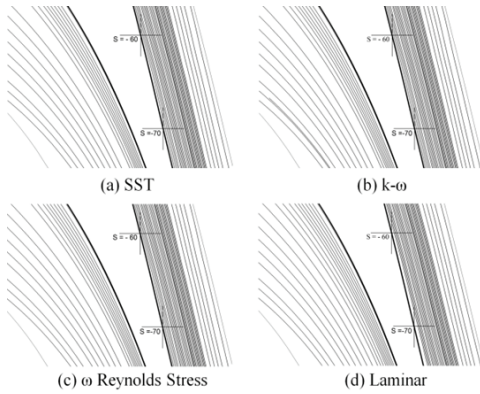 S = - 60
S = - 60
S =-70
S =-70
(a) SST
(b) k-ω
S = - 60
S = - 60
S =-70
S =-70
(c) ω Reynolds Stress
(d) Laminar